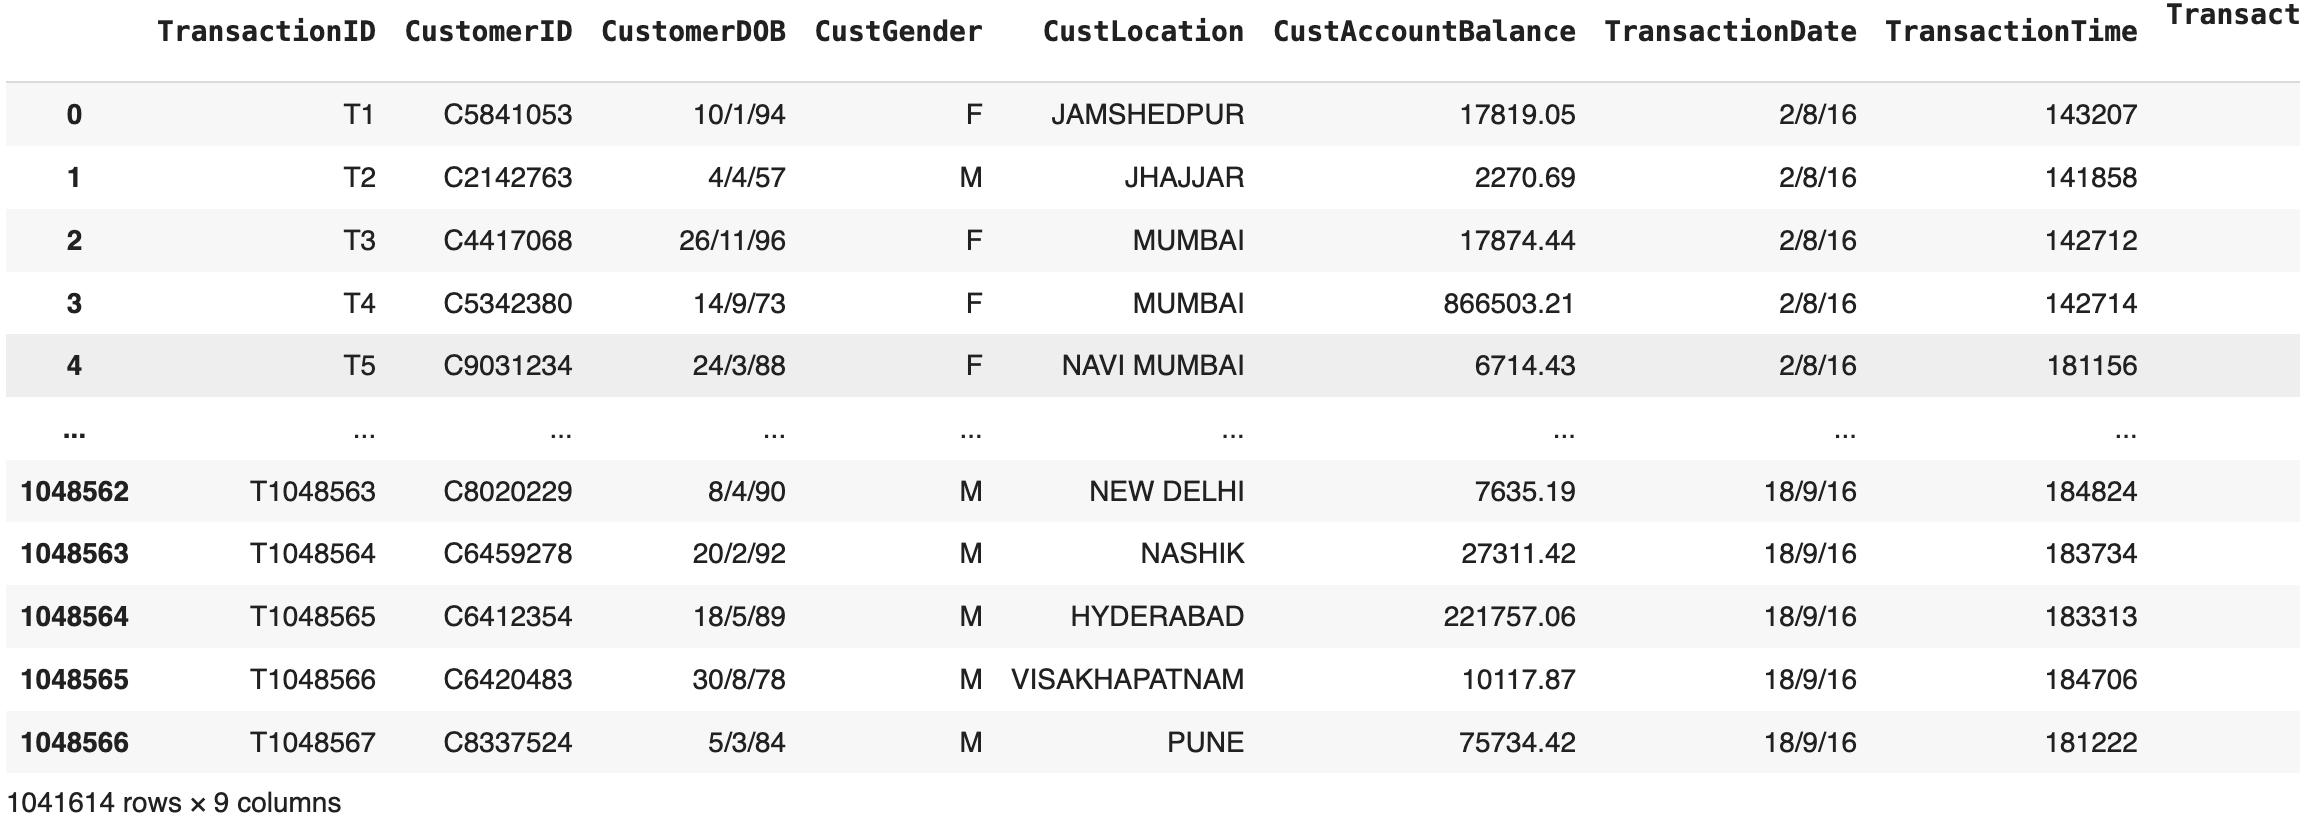 TransactionID CustomerID CustomerDOB CustGender CustLocation CustAccountBalance TransactionDate TransactionTime Transact
0 T1 C5841053 10/1/94 F JAMSHEDPUR 17819.05 2/8/16 143207
1 T2 C2142763 4/4/57 M JHAJJAR 2270.69 2/8/16 141858
2 T3 C4417068 26/11/96 F MUMBAI 17874.44 2/8/16 142712
3 T4 C5342380 14/9/73 F MUMBAI 866503.21 2/8/16 142714
4 T5 C9031234 24/3/88 F NAVI MUMBAI 6714.43 2/8/16 181156
... ... ... ... ... ... ... ... ...
1048562 T1048563 C8020229 8/4/90 M NEW DELHI 7635.19 18/9/16 184824
1048563 T1048564 C6459278 20/2/92 M NASHIK 27311.42 18/9/16 183734
1048564 T1048565 C6412354 18/5/89 M HYDERABAD 221757.06 18/9/16 183313
1048565 T1048566 C6420483 30/8/78 M VISAKHAPATNAM 10117.87 18/9/16 184706
1048566 T1048567 C8337524 5/3/84 M PUNE 75734.42 18/9/16 181222
1041614 rows × 9 columns